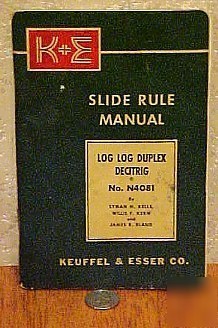 K+E
SLIDE RULE
MANUAL
LOG LOG DUPLEX
DECITRIG
®
No. N4081
By
LYMAN M. KELLS
WILLIS F. KERN
and
JAMES R. BLAND
KEUFFEL & ESSER CO.